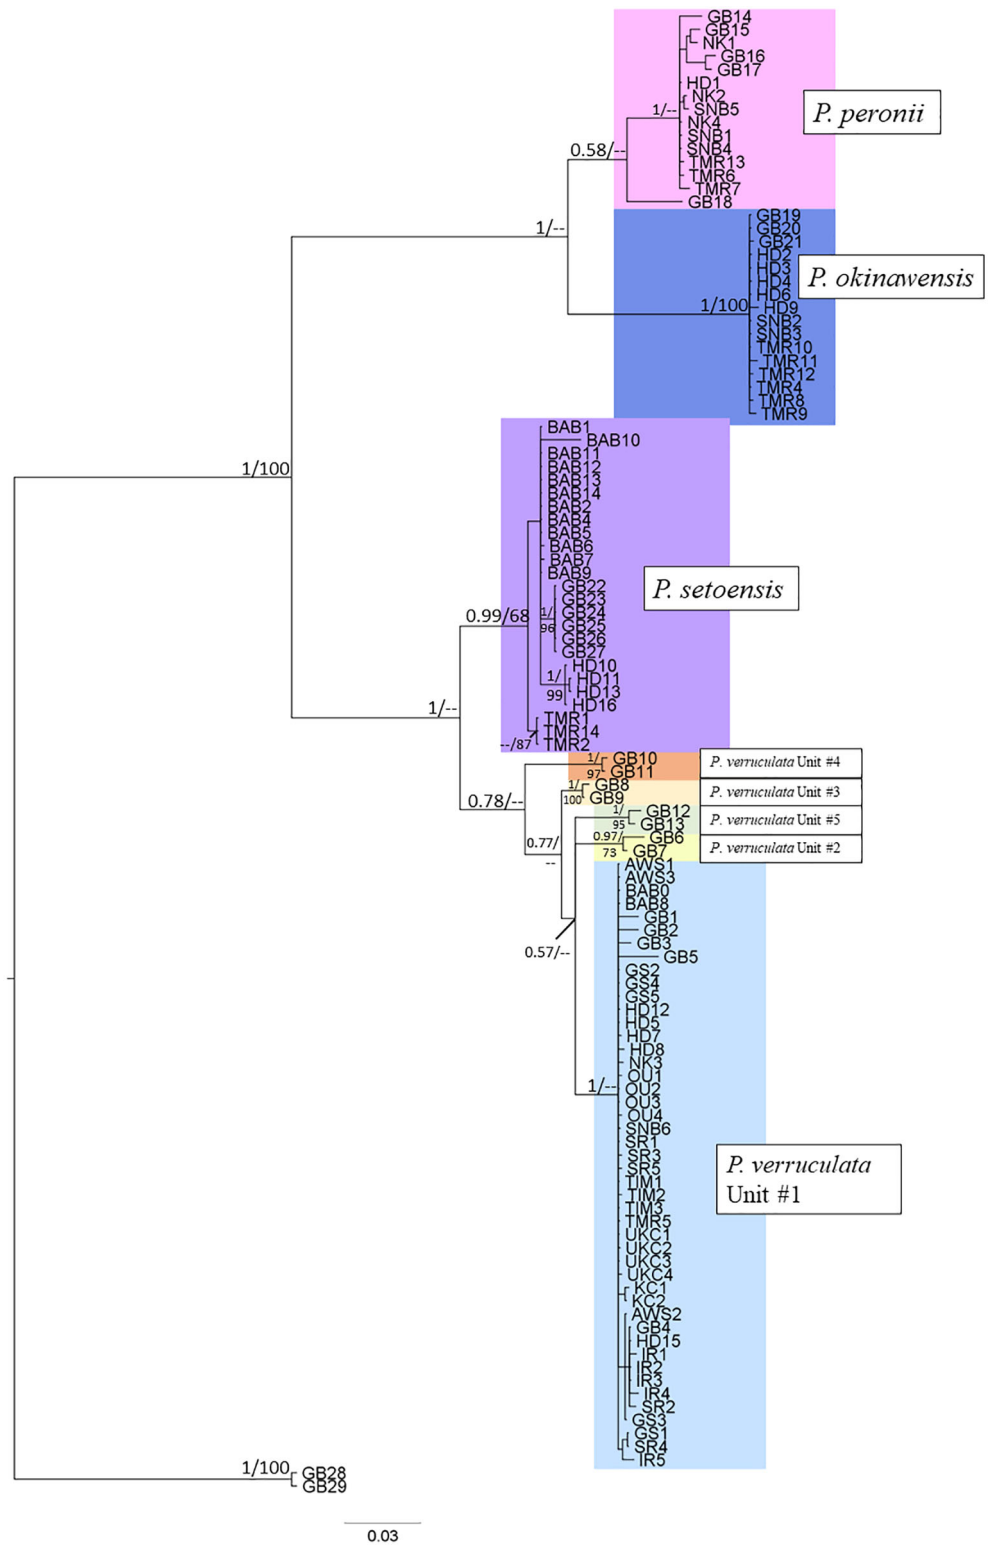 GB14
GB15
NK1
GB16
GB17
HD1
NK2
1/--
SNB5
P. peronii
NK4
SNB1
SNB4
0.58/--
TMR13
TMR6
TMR7
GB18
GB19
GB20
1/--
GB21
HD2
HD3
P. okinawensis
HD4
HD6
1/100
HD9
SNB2
SNB3
TMR10
TMR11
TMR12
TMR4
TMR8
TMR9
BAB1
BAB10
BAB11
1/100
BAB12
BAB13
BAB14
BAB2
BAB4
BAB5
BAB6
BAB7
BAB9
GB22
P. setoensis
GB23
1/
GB24
0.99/68
96
GB25
GB26
GB27
HD10
1/
HD11
99
HD13
HD16
1/--
TMR1
TMR14
--/87
TMR2
1/
GB10
P. verruculata Unit #4
97
GB11
1/
GB8
P. verruculata Unit #3
100
GB9
0.78/--
1/
GB12
P. verruculata Unit #5
95
GB13
0.97/
GB6
0.77/
73
GB7
P. verruculata Unit #2
--
AWS1
AWS3
BAB0
BAB8
GB1
GB2
GB3
0.57/--
GB5
GS2
GS4
GS5
HD12
HD5
HD7
HD8
NK3
OU1
1/--
OU2
OU3
OU4
SNB6
SR1
SR3
P. verruculata
SR5
TIM1
Unit #1
TIM2
TIM3
TMR5
UKC1
UKC2
UKC3
UKC4
KC1
KC2
AWS2
GB4
HD15
IR1
IR2
IR3
IR4
SR2
GS3
GS1
SR4
IR5
1/100
GB28
GB29
0.03